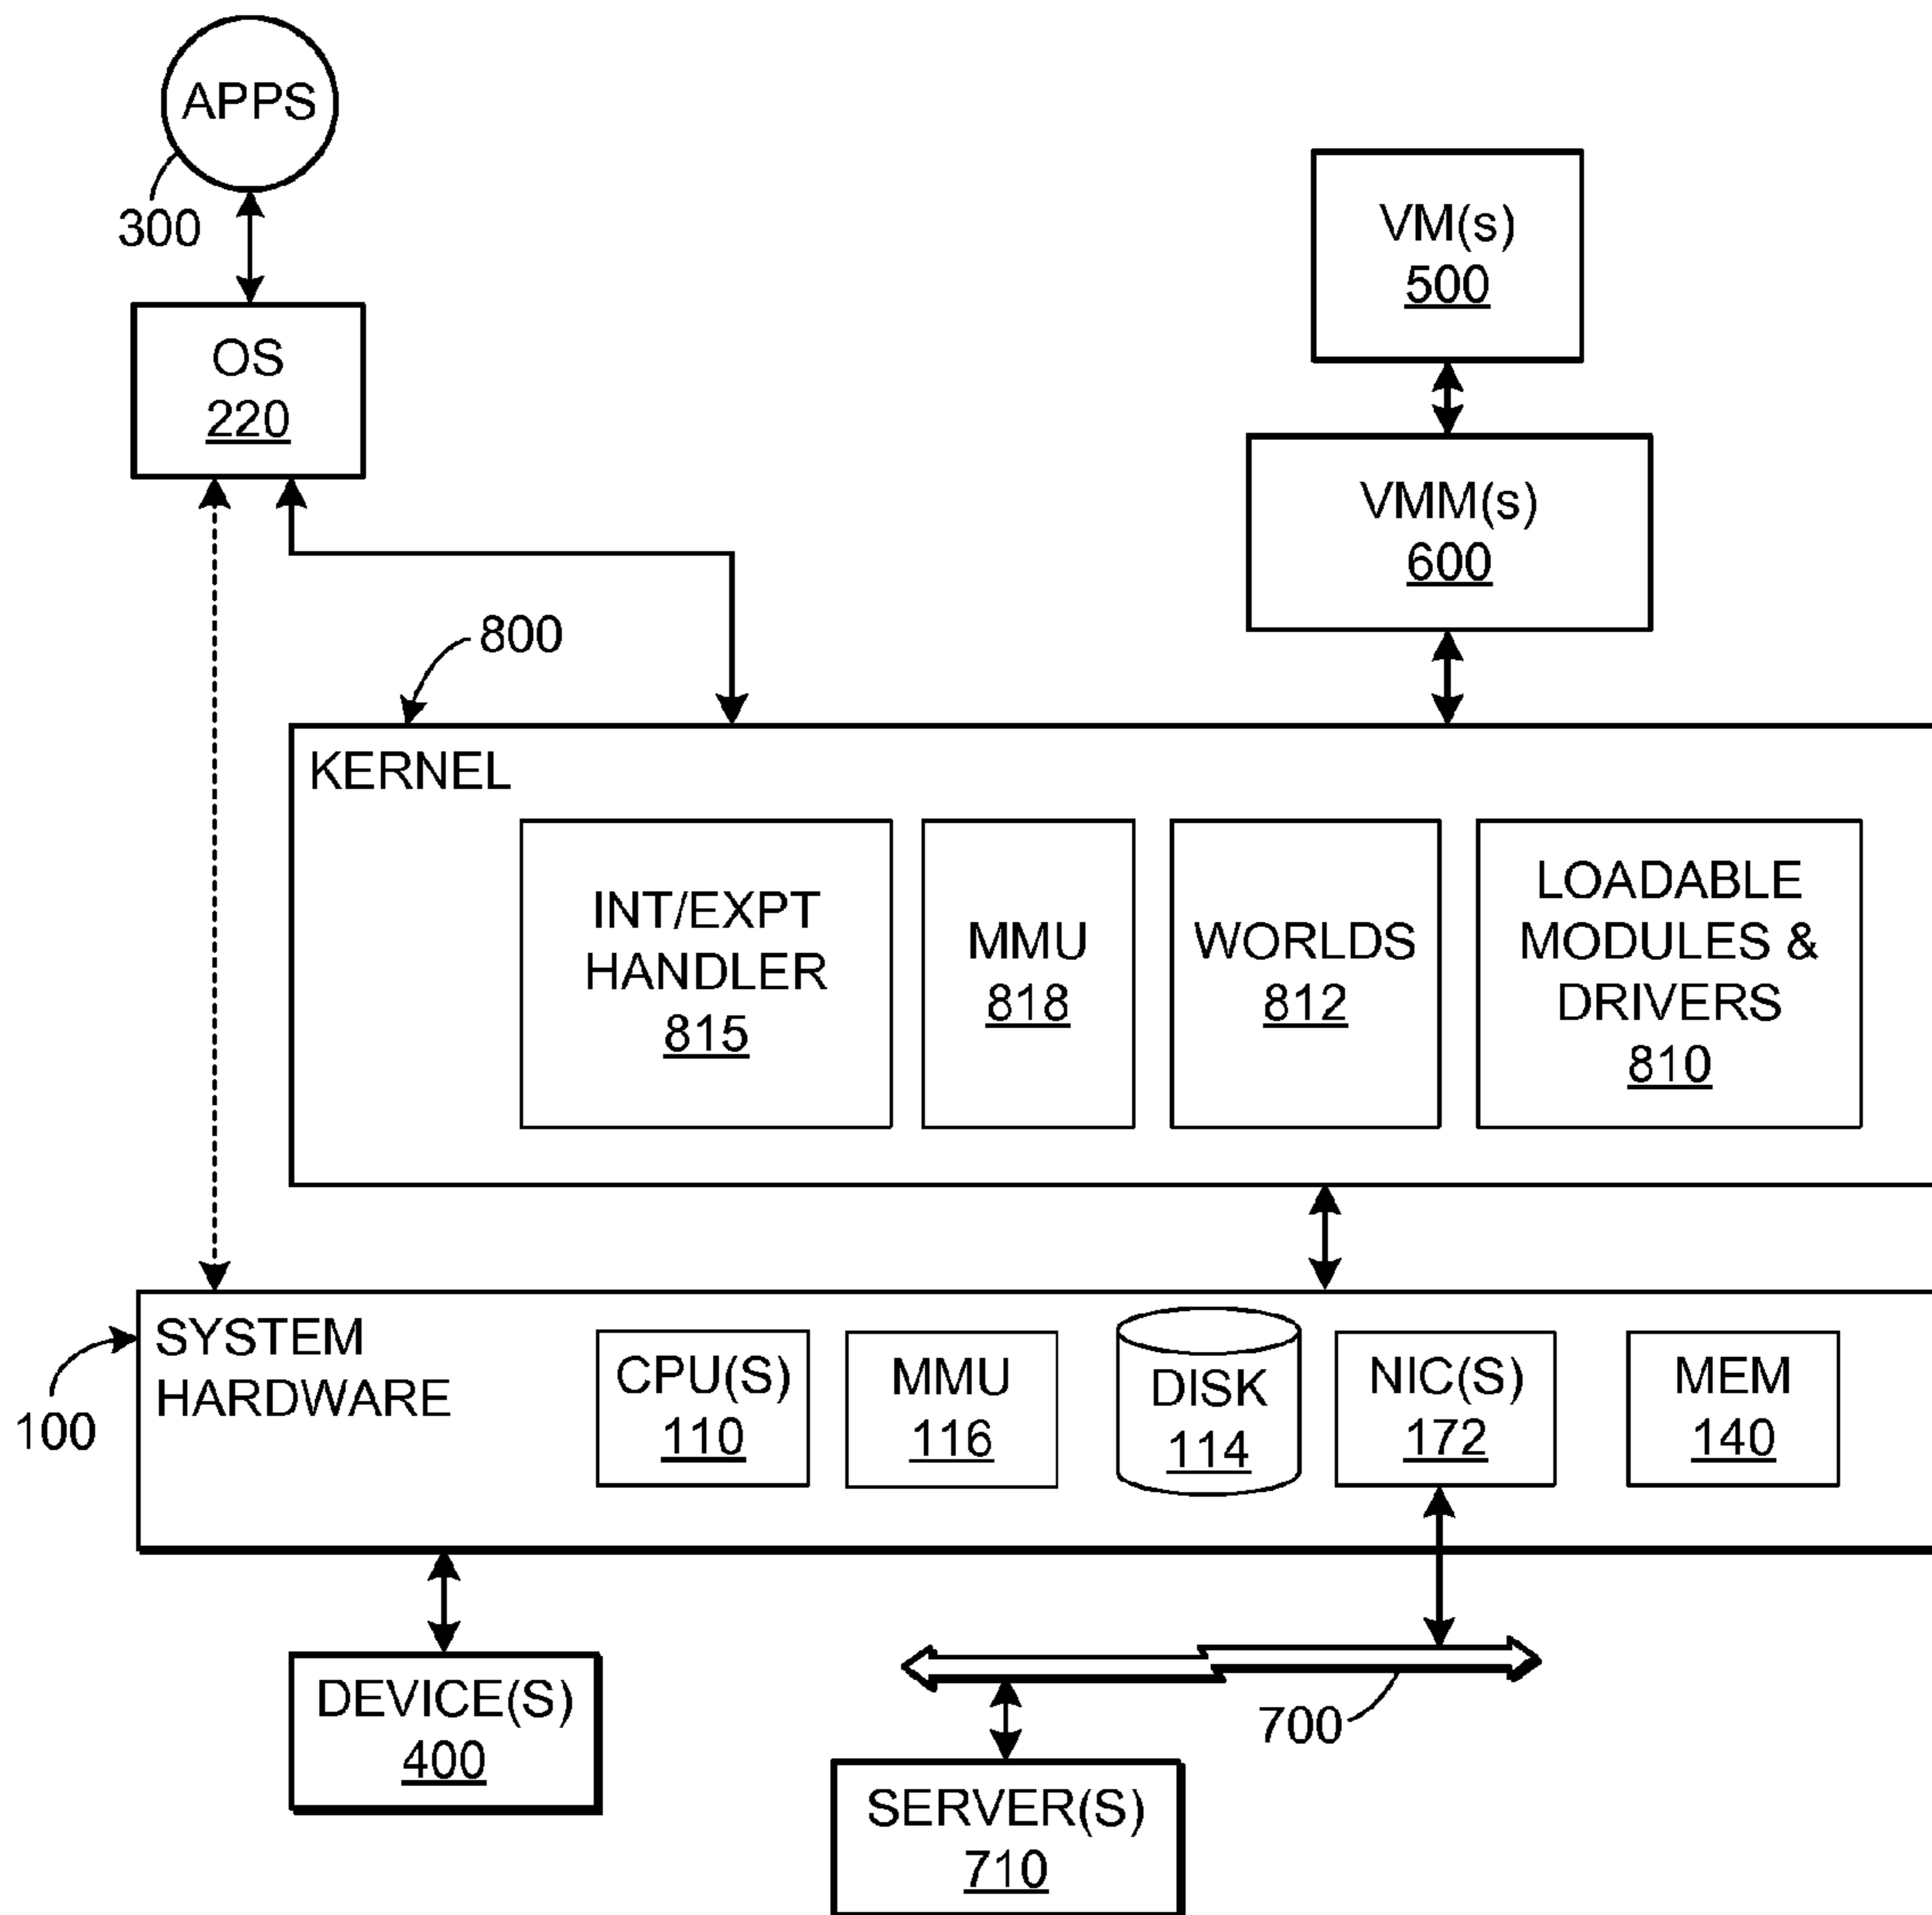 APPS
300
VM(s)
500
OS
220
VMM(s)
600
800
KERNEL
INT/EXPT
HANDLER
815
MMU
818
WORLDS
812
LOADABLE
MODULES &
DRIVERS
810
100
SYSTEM
HARDWARE
CPU(S)
110
MMU
116
DISK
114
NIC(S)
172
MEM
140
DEVICE(S)
400
700
SERVER(S)
710